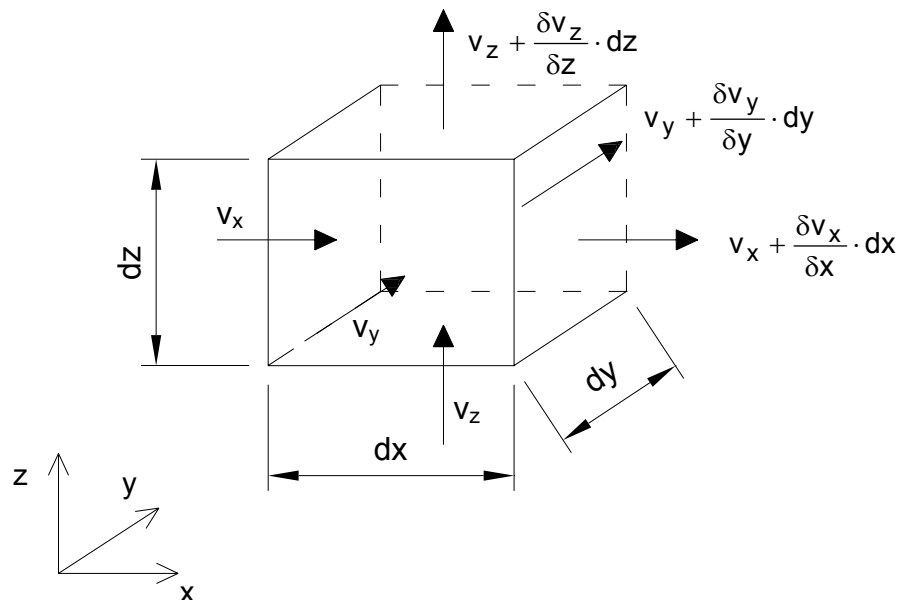 v_z + δv_z/δz · dz
v_y + δv_y/δy · dy
v_x
v_x + δv_x/δx · dx
dz
v_y
dy
v_z
dx
z
y
x